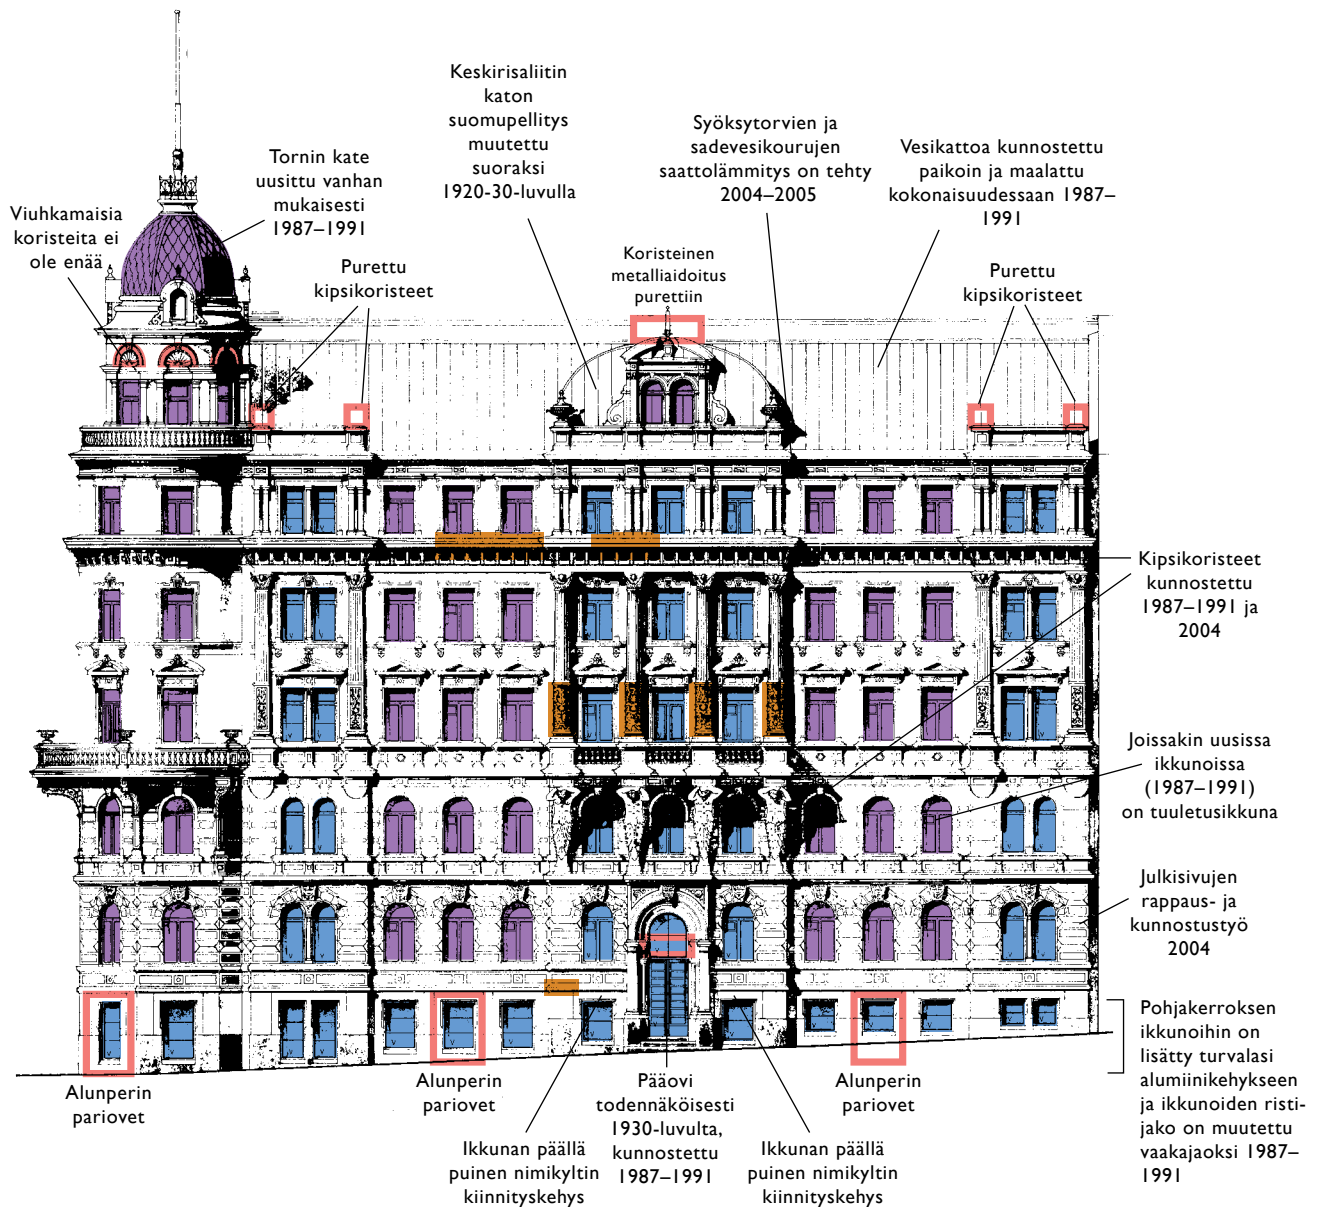 Keskirisaliitin
katon
suomupellitys
muutettu
suoraksi
1920-30-luvulla
Syöksytorvien ja
sadevesikourujen
saattolämmitys on tehty
2004–2005
Vesikattoa kunnostettu
paikoin ja maalattu
kokonaisuudessaan 1987–
1991
Tornin kate
uusittu vanhan
mukaisesti
1987–1991
Viuhkamaisia
koristeita ei
ole enää
Purettu
kipsikoristeet
Koristeinen
metalliaidoitus
purettiin
Purettu
kipsikoristeet
Kipsikoristeet
kunnostettu
1987–1991 ja
2004
Joissakin uusissa
ikkunoissa
(1987–1991)
on tuuletusikkuna
Julkisivujen
rappaus- ja
kunnostustyö
2004
Pohjakerroksen
ikkunoihin on
lisätty turvalasi
alumiinikehykseen
ja ikkunoiden risti-
jako on muutettu
vaakajaoksi 1987–
1991
Alunperin
pariovet
Alunperin
pariovet
Ikkunan päällä
puinen nimikyltin
kiinnityskehys
Pääovi
todennäköisesti
1930-luvulta,
kunnostettu
1987–1991
Ikkunan päällä
puinen nimikyltin
kiinnityskehys
Alunperin
pariovet